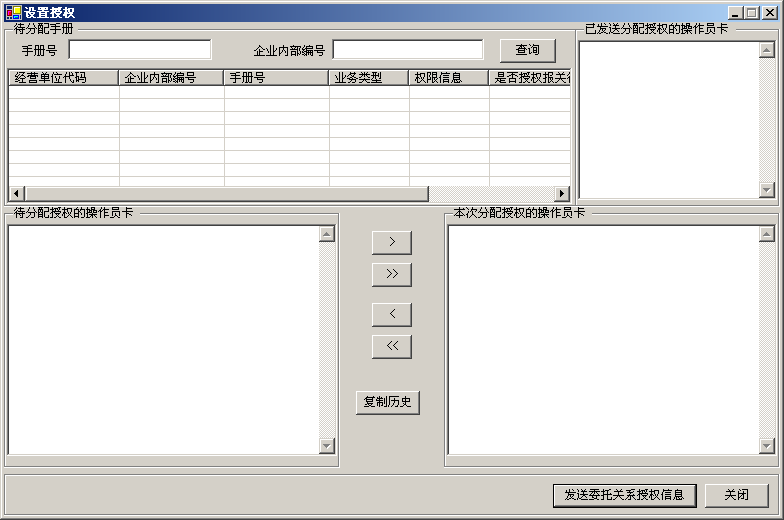 设置授权
待分配手册
已发送分配授权的操作员卡
手册号
企业内部编号
查询
经营单位代码 企业内部编号 手册号 业务类型 权限信息 是否授权报关
待分配授权的操作员卡
本次分配授权的操作员卡
>
>>
<
<<
复制历史
发送委托关系授权信息
关闭